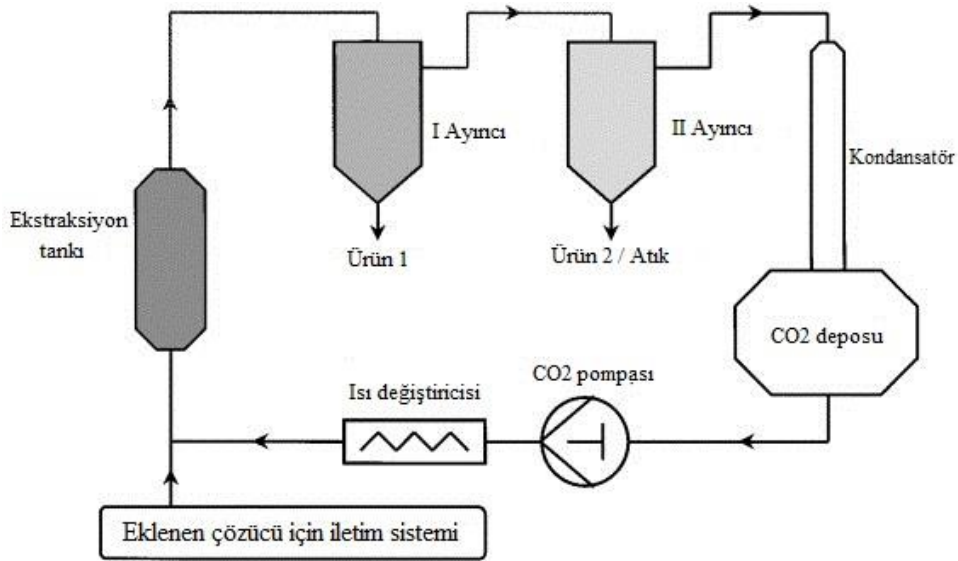 I Ayırıcı
II Ayırıcı
Kondansatör
Ekstraksiyon
tankı
Ürün 1
Ürün 2 / Atık
CO2 deposu
CO2 pompası
Isı değiştiricisi
Eklenen çözücü için iletim sistemi